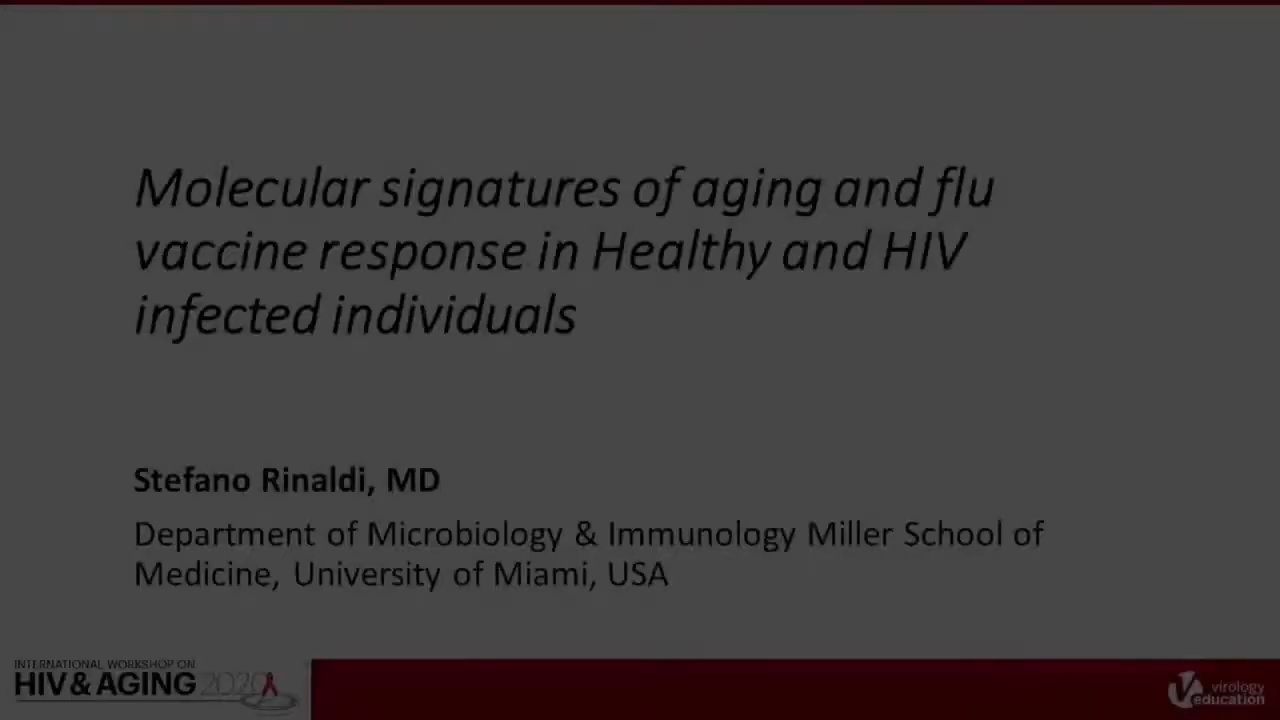 Molecular signatures of aging and flu
vaccine response in Healthy and HIV
infected individuals
Stefano Rinaldi, MD
Department of Microbiology & Immunology Miller School of
Medicine, University of Miami, USA
INTERNATIONAL WORKSHOP ON
HIV & AGING 2020
virology
education